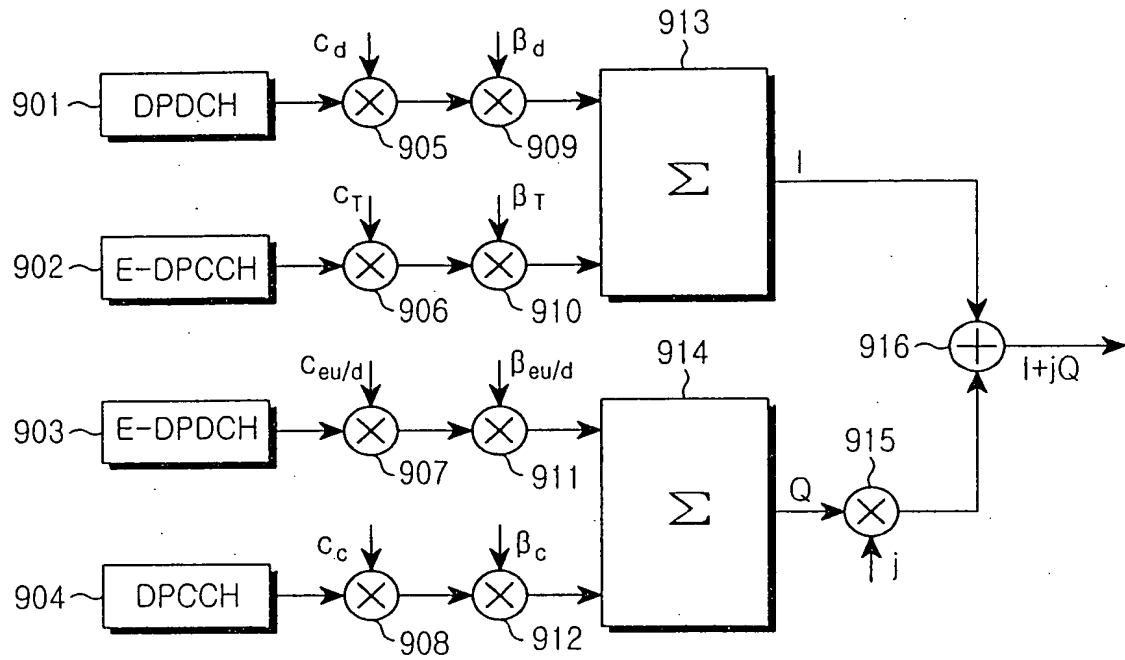 913
C_d β_d
901 DPDCH
905 909
Σ
I
C_T β_T
902 E-DPCCH
906 910
916
I+jQ
914
C_eu/d β_eu/d
903 E-DPDCH
907 911
915
Σ
Q
j
C_c β_c
904 DPCCH
908 912